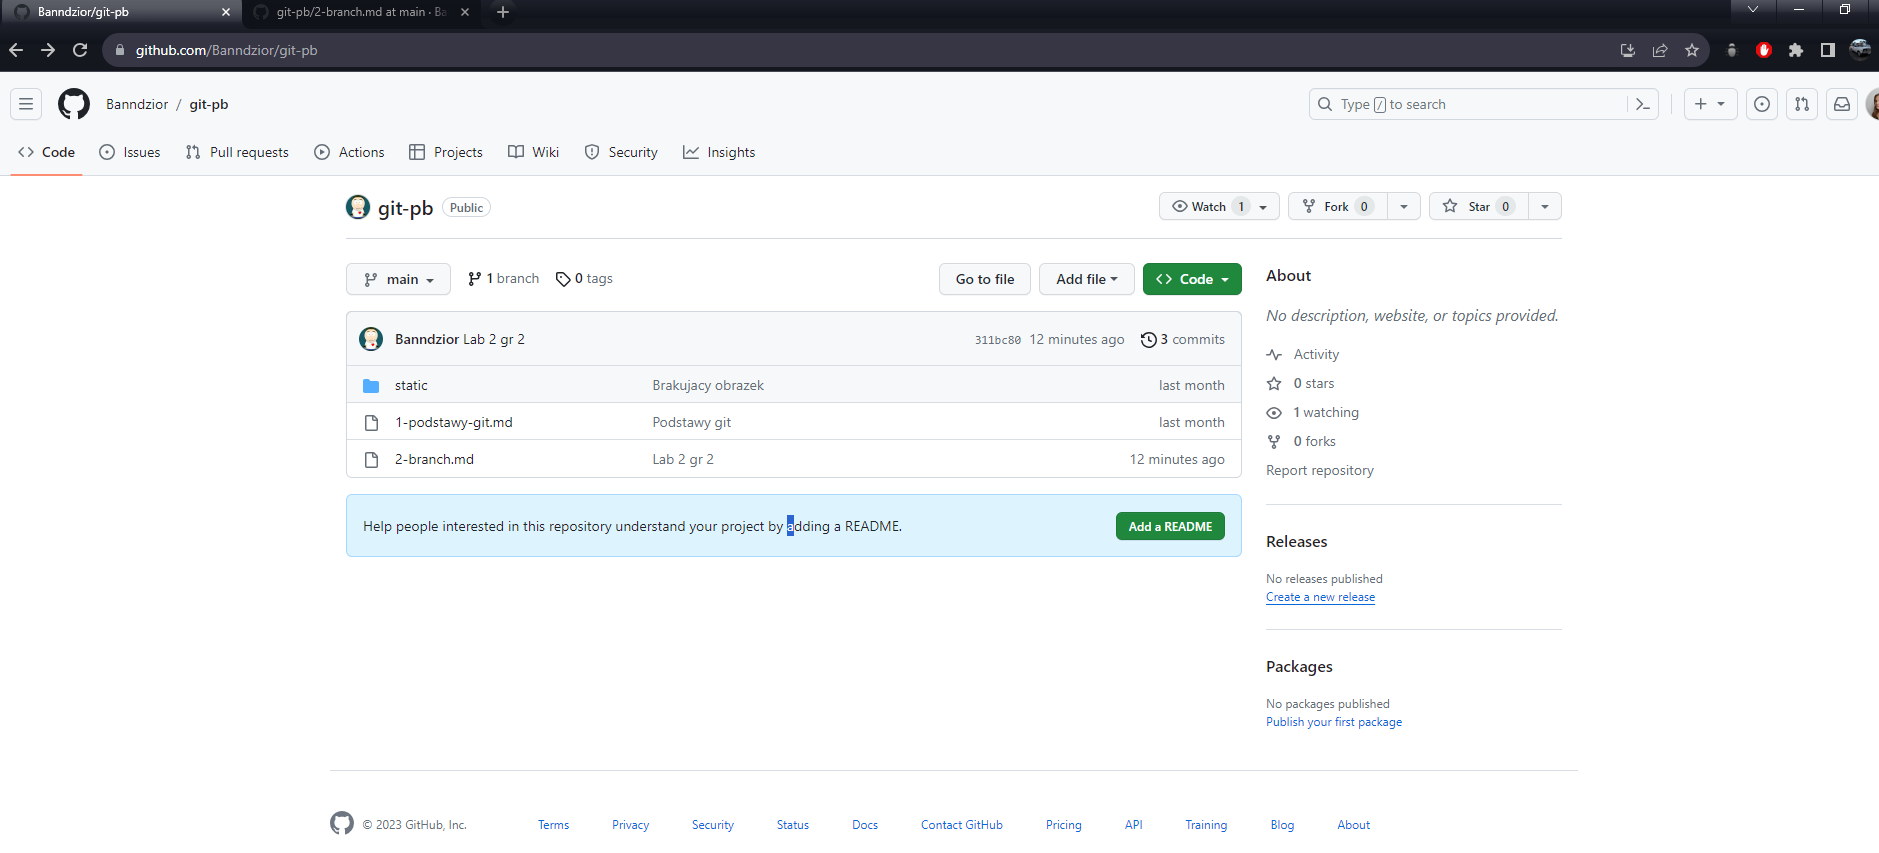 Banndzior/git-pb
git-pb/2-branch.md at main · Ba
github.com/Banndzior/git-pb
Banndzior / git-pb
Type / to search
Code Issues Pull requests Actions Projects Wiki Security Insights
git-pb Public
Watch 1 Fork 0 Star 0
main 1 branch 0 tags Go to file Add file Code
Banndzior Lab 2 gr 2 311bc80 12 minutes ago 3 commits
static Brakujacy obrazek last month
1-podstawy-git.md Podstawy git last month
2-branch.md Lab 2 gr 2 12 minutes ago
Help people interested in this repository understand your project by adding a README. Add a README
About
No description, website, or topics provided.
Activity
0 stars
1 watching
0 forks
Report repository
Releases
No releases published
Create a new release
Packages
No packages published
Publish your first package
© 2023 GitHub, Inc. Terms Privacy Security Status Docs Contact GitHub Pricing API Training Blog About